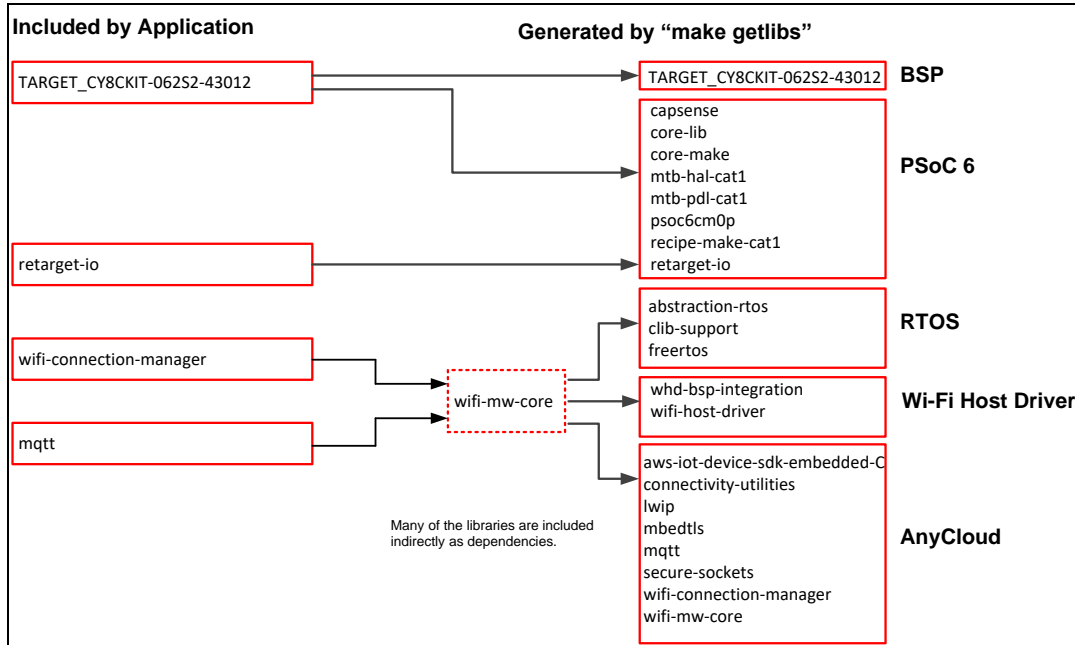 Included by Application
Generated by “make getlibs”
TARGET_CY8CKIT-062S2-43012
TARGET_CY8CKIT-062S2-43012
BSP
capsense
core-lib
core-make
mtb-hal-cat1
mtb-pdl-cat1
psoc6cm0p
recipe-make-cat1
retarget-io
PSoC 6
retarget-io
abstraction-rtos
clib-support
freertos
RTOS
wifi-connection-manager
wifi-mw-core
whd-bsp-integration
wifi-host-driver
Wi-Fi Host Driver
mqtt
aws-iot-device-sdk-embedded-C
connectivity-utilities
lwip
mbedtls
mqtt
secure-sockets
wifi-connection-manager
wifi-mw-core
AnyCloud
Many of the libraries are included
indirectly as dependencies.